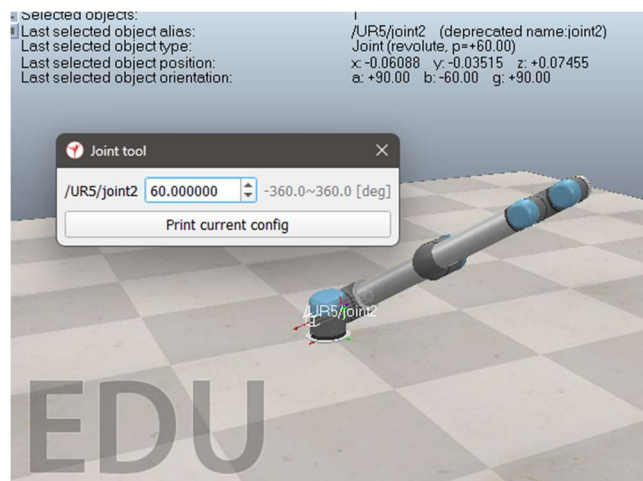 Selected objects: 1
Last selected object alias: /UR5/joint2 (deprecated name:joint2)
Last selected object type: Joint (revolute, p=+60.00)
Last selected object position: x: -0.06088 y: -0.03515 z: +0.07455
Last selected object orientation: a: +90.00 b: -60.00 g: +90.00
Joint tool
/UR5/joint2 60.000000 -360.0~360.0 [deg]
Print current config
/UR5/joint2
EDU